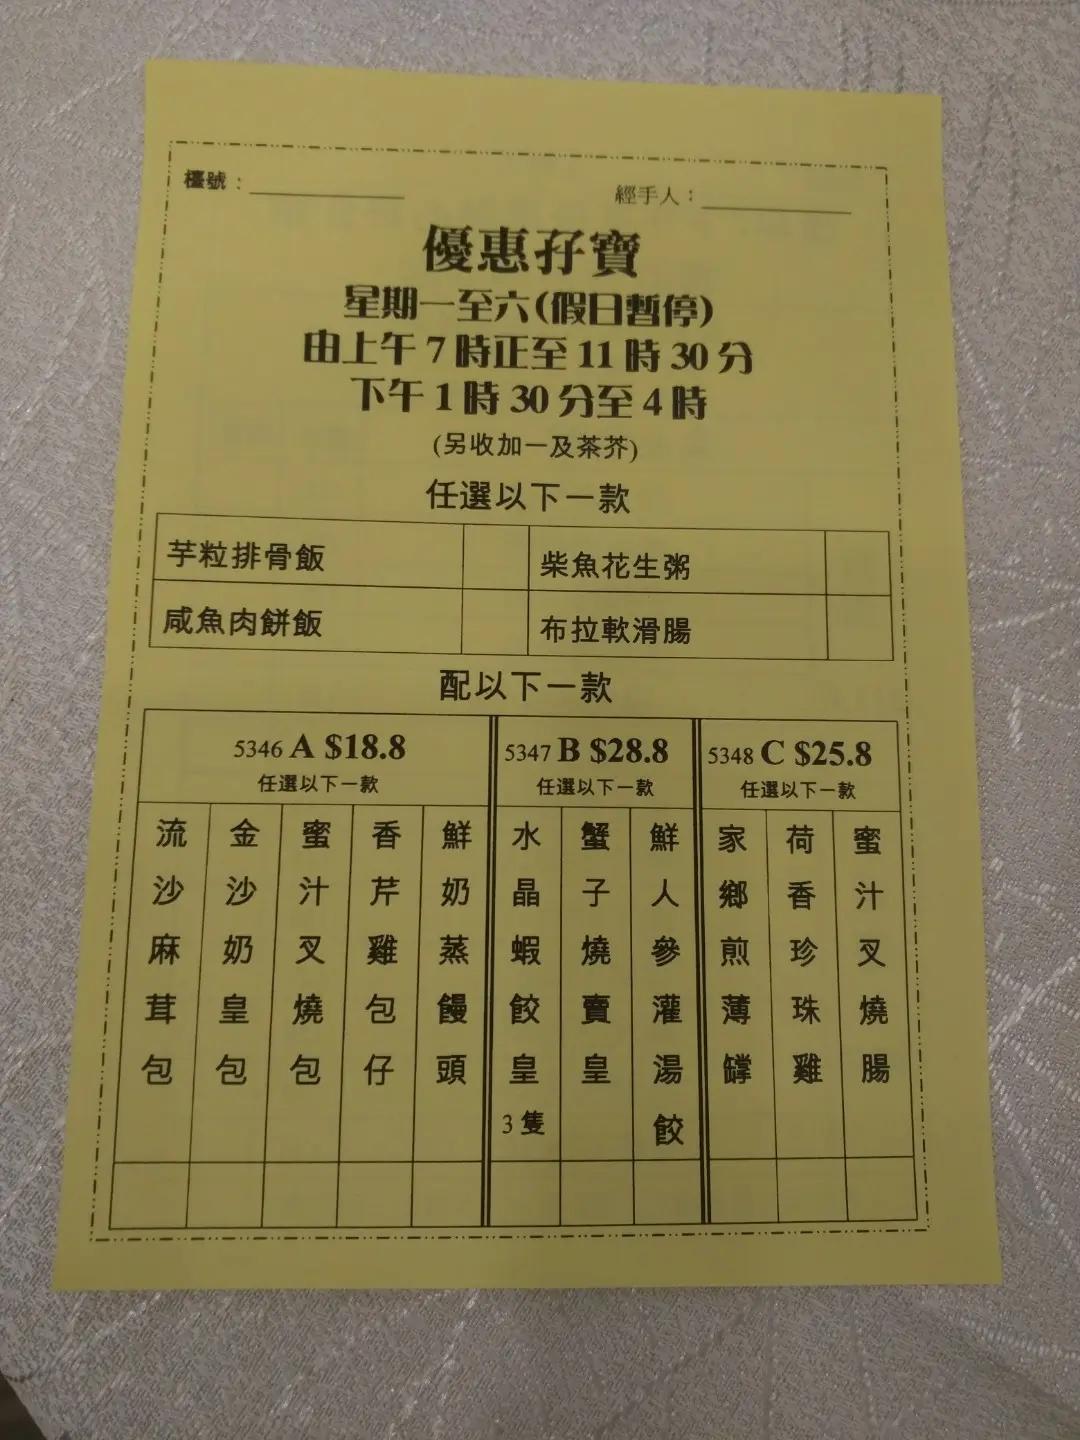 檯號：
經手人：
優惠孖寶
星期一至六(假日暫停)
由上午7時正至11時30分
下午1時30分至4時
(另收加一及茶芥)
任選以下一款
芋粒排骨飯
柴魚花生粥
咸魚肉餅飯
布拉軟滑腸
配以下一款
5346 A $18.8
任選以下一款
流沙麻茸包
金沙奶皇包
蜜汁叉燒包
香芹雞包仔
鮮奶蒸饅頭
5347 B $28.8
任選以下一款
水晶蝦餃皇3隻
蟹子燒賣皇
鮮人參灌湯餃
5348 C $25.8
任選以下一款
家鄉煎薄罉
荷香珍珠雞
蜜汁叉燒腸